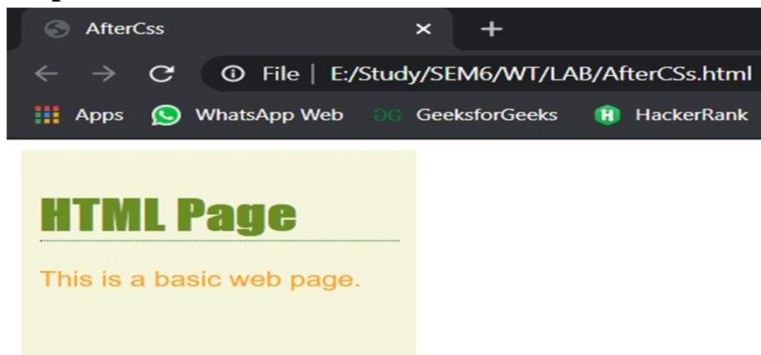 AfterCss × +
← → C File | E:/Study/SEM6/WT/LAB/AfterCSs.html
Apps WhatsApp Web GeeksforGeeks HackerRank
HTML Page
This is a basic web page.